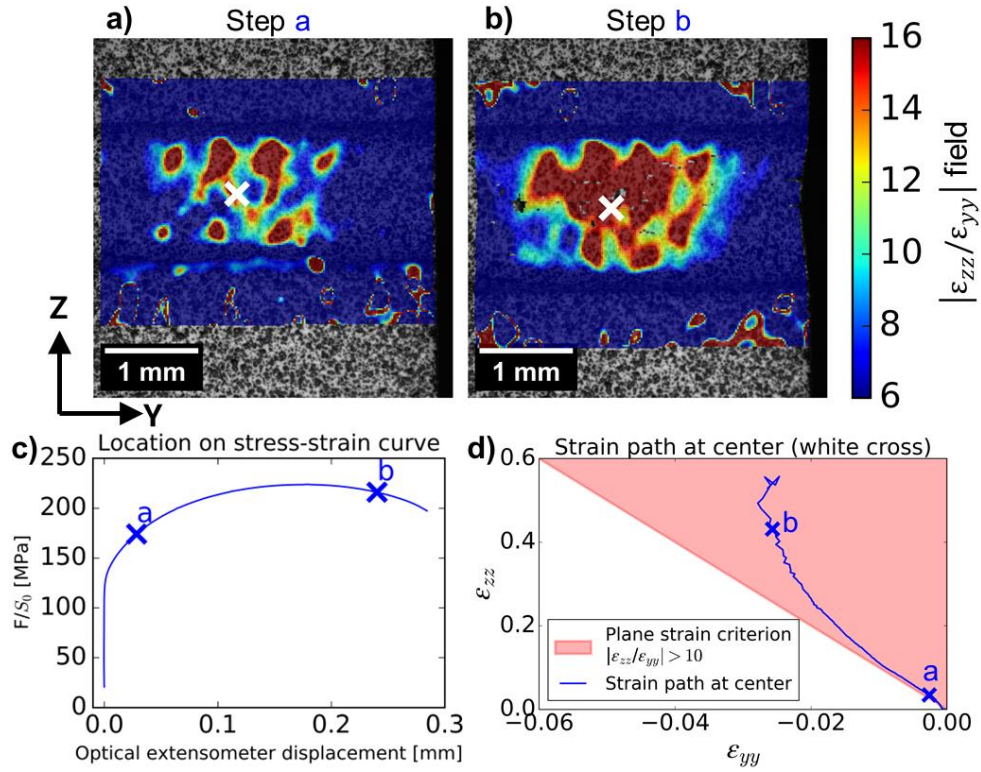 a) Step a
b) Step b
16
14
12
10
8
6
|εzz/εyy| field
Z
Y
1 mm
1 mm
c) Location on stress-strain curve
250
200
150
100
50
0
F/S0 [MPa]
a
b
0.0 0.1 0.2 0.3
Optical extensometer displacement [mm]
d) Strain path at center (white cross)
0.6
0.4
0.2
0.0
εzz
b
a
Plane strain criterion
|εzz/εyy| > 10
Strain path at center
−0.06 −0.04 −0.02 0.00
εyy